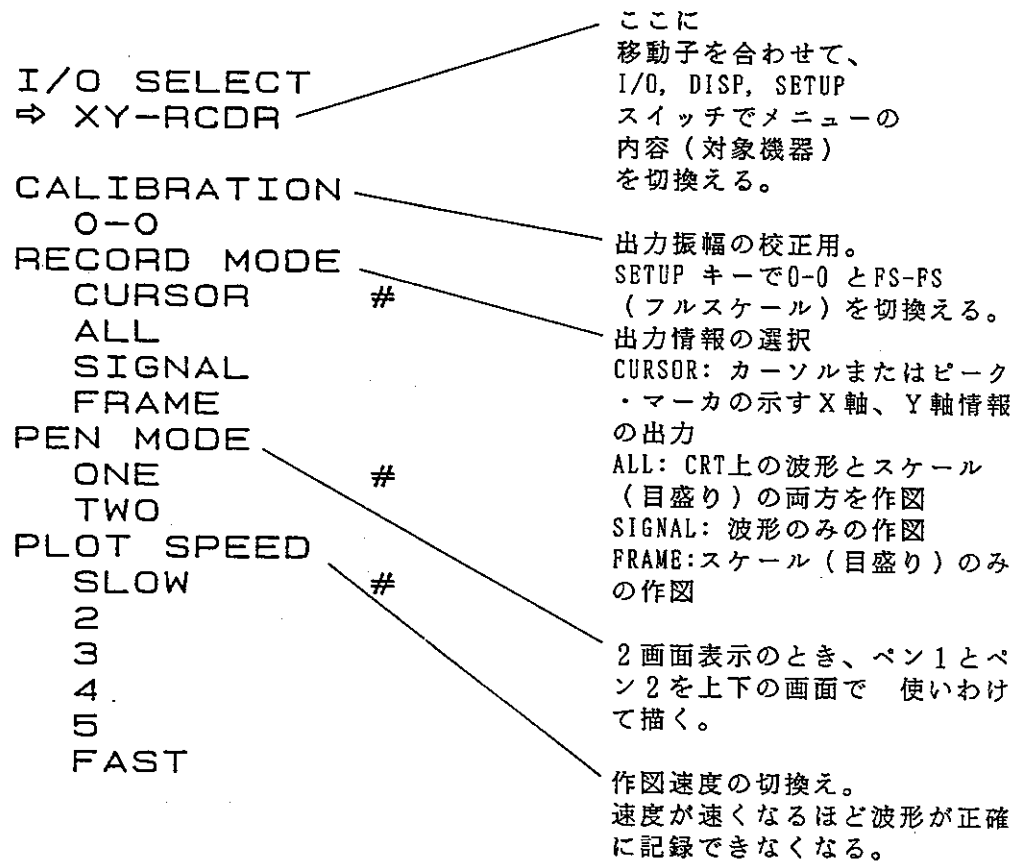 I/O SELECT
⇨ XY-RCDR
CALIBRATION
0-0
RECORD MODE
CURSOR #
ALL
SIGNAL
FRAME
PEN MODE
ONE #
TWO
PLOT SPEED
SLOW #
2
3
4
5
FAST
ここに
移動子を合わせて、
I/O, DISP, SETUP
スイッチでメニューの
内容(対象機器)
を切換える。
出力振幅の校正用。
SETUP キーで0-0 とFS-FS
(フルスケール)を切換える。
出力情報の選択
CURSOR: カーソルまたはピーク
・マーカの示すX軸、Y軸情報
の出力
ALL: CRT上の波形とスケール
(目盛り)の両方を作図
SIGNAL: 波形のみの作図
FRAME:スケール(目盛り)のみ
の作図
2画面表示のとき、ペン1とペ
ン2を上下の画面で 使いわけ
て描く。
作図速度の切換え。
速度が速くなるほど波形が正確
に記録できなくなる。